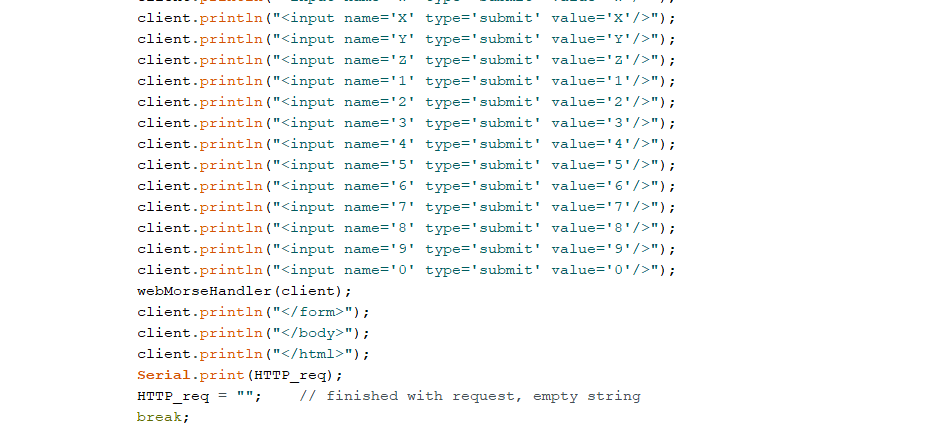 client.println("<input name='X' type='submit' value='X'/>");
client.println("<input name='Y' type='submit' value='Y'/>");
client.println("<input name='Z' type='submit' value='Z'/>");
client.println("<input name='1' type='submit' value='1'/>");
client.println("<input name='2' type='submit' value='2'/>");
client.println("<input name='3' type='submit' value='3'/>");
client.println("<input name='4' type='submit' value='4'/>");
client.println("<input name='5' type='submit' value='5'/>");
client.println("<input name='6' type='submit' value='6'/>");
client.println("<input name='7' type='submit' value='7'/>");
client.println("<input name='8' type='submit' value='8'/>");
client.println("<input name='9' type='submit' value='9'/>");
client.println("<input name='0' type='submit' value='0'/>");
webMorseHandler(client);
client.println("</form>");
client.println("</body>");
client.println("</html>");
Serial.print(HTTP_req);
HTTP_req = "";    // finished with request, empty string
break;